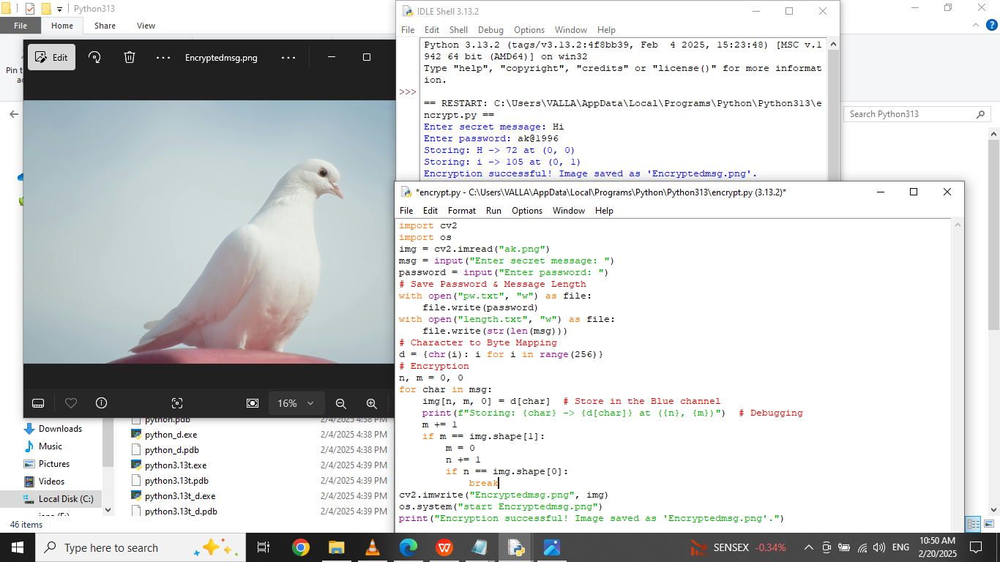 Python313
File Home Share View
Pin t
a
Search Python313
Edit
Encryptedmsg.png
16%
Downloads
Music
Pictures
Videos
Local Disk (C:)
python.pdb 2/4/2025 4:38 PM
python_d.exe 2/4/2025 4:38 PM
python_d.pdb 2/4/2025 4:38 PM
python3.13t.exe 2/4/2025 4:39 PM
python3.13t.pdb 2/4/2025 4:39 PM
python3.13t_d.exe 2/4/2025 4:39 PM
python3.13t_d.pdb 2/4/2025 4:39 PM
46 items
IDLE Shell 3.13.2
File Edit Shell Debug Options Window Help
Python 3.13.2 (tags/v3.13.2:4f8bb39, Feb  4 2025, 15:23:48) [MSC v.1
942 64 bit (AMD64)] on win32
Type "help", "copyright", "credits" or "license()" for more informat
ion.
>>>
== RESTART: C:\Users\VALLA\AppData\Local\Programs\Python\Python313\e
ncrypt.py ==
Enter secret message: Hi
Enter password: ak@1996
Storing: H -> 72 at (0, 0)
Storing: i -> 105 at (0, 1)
Encryption successful! Image saved as 'Encryptedmsg.png'.
*encrypt.py - C:\Users\VALLA\AppData\Local\Programs\Python\Python313\encrypt.py (3.13.2)*
File Edit Format Run Options Window Help
import cv2
import os
img = cv2.imread("ak.png")
msg = input("Enter secret message: ")
password = input("Enter password: ")
# Save Password & Message Length
with open("pw.txt", "w") as file:
    file.write(password)
with open("length.txt", "w") as file:
    file.write(str(len(msg)))
# Character to Byte Mapping
d = {chr(i): i for i in range(256)}
# Encryption
n, m = 0, 0
for char in msg:
    img[n, m, 0] = d[char]  # Store in the Blue channel
    print(f"Storing: {char} -> {d[char]} at ({n}, {m})")  # Debugging
    m += 1
    if m == img.shape[1]:
        m = 0
        n += 1
        if n == img.shape[0]:
            break
cv2.imwrite("Encryptedmsg.png", img)
os.system("start Encryptedmsg.png")
print("Encryption successful! Image saved as 'Encryptedmsg.png'.")
Type here to search
SENSEX -0.34%
ENG
10:50 AM
2/20/2025